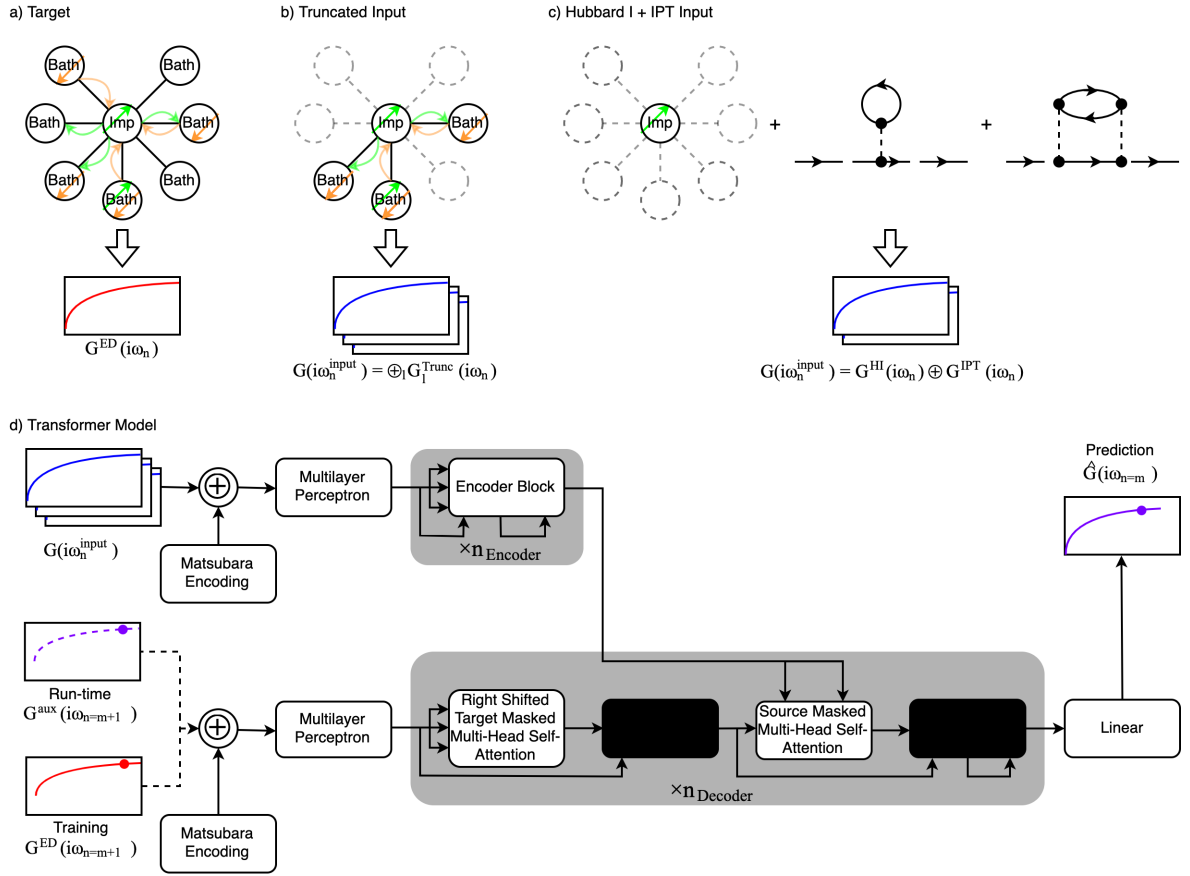 a) Target
b) Truncated Input
c) Hubbard I + IPT Input
Bath
Bath
Bath
Imp
Bath
Bath
Bath
Bath
Imp
Bath
Bath
Bath
Imp
+
+
G^ED (iω_n)
G(iω_n^input ) = ⊕_l G_l^Trunc (iω_n)
G(iω_n^input ) = G^HI (iω_n) ⊕ G^IPT (iω_n)
d) Transformer Model
G(iω_n^input )
Matsubara
Encoding
Multilayer
Perceptron
Encoder Block
×n_Encoder
Prediction
Ĝ(iω_n=m )
Run-time
G^aux (iω_n=m+1 )
Training
G^ED (iω_n=m+1 )
Matsubara
Encoding
Multilayer
Perceptron
Right Shifted
Target Masked
Multi-Head Self-
Attention
Source Masked
Multi-Head Self-
Attention
×n_Decoder
Linear